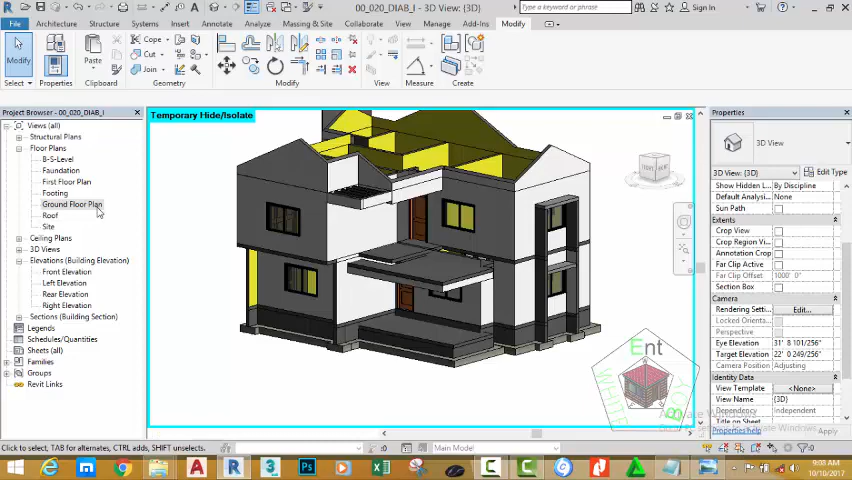 00_020_DIAB_I - 3D View: {3D}
Type a keyword or phrase
Sign In
File Architecture Structure Systems Insert Annotate Analyze Massing & Site Collaborate View Manage Add-Ins Modify
Modify
Select
Properties
Paste
Clipboard
Cope
Cut
Join
Geometry
Modify
View
Measure
Create
Project Browser - 00_020_DIAB_I
Views (all)
Structural Plans
Floor Plans
B-S-Level
Foundation
First Floor Plan
Footing
Ground Floor Plan
Roof
Site
Ceiling Plans
3D Views
Elevations (Building Elevation)
Front Elevation
Left Elevation
Rear Elevation
Right Elevation
Sections (Building Section)
Legends
Schedules/Quantities
Sheets (all)
Families
Groups
Revit Links
Temporary Hide/Isolate
Ent
WHITE
BOY
Properties
3D View
3D View: {3D}
Edit Type
Show Hidden L... By Discipline
Default Analysi... None
Sun Path
Extents
Crop View
Crop Region Vi...
Annotation Crop
Far Clip Active
Far Clip Offset 1000' 0"
Section Box
Camera
Rendering Setti... Edit...
Locked Orienta...
Perspective
Eye Elevation 31' 8 101/256"
Target Elevation 22' 0 249/256"
Camera Position Adjusting
Identity Data
View Template <None>
View Name {3D}
Dependency Independent
Properties help
Apply
Click to select, TAB for alternates, CTRL adds, SHIFT unselects.
:0
Main Model
:0
9:03 AM
10/10/2017